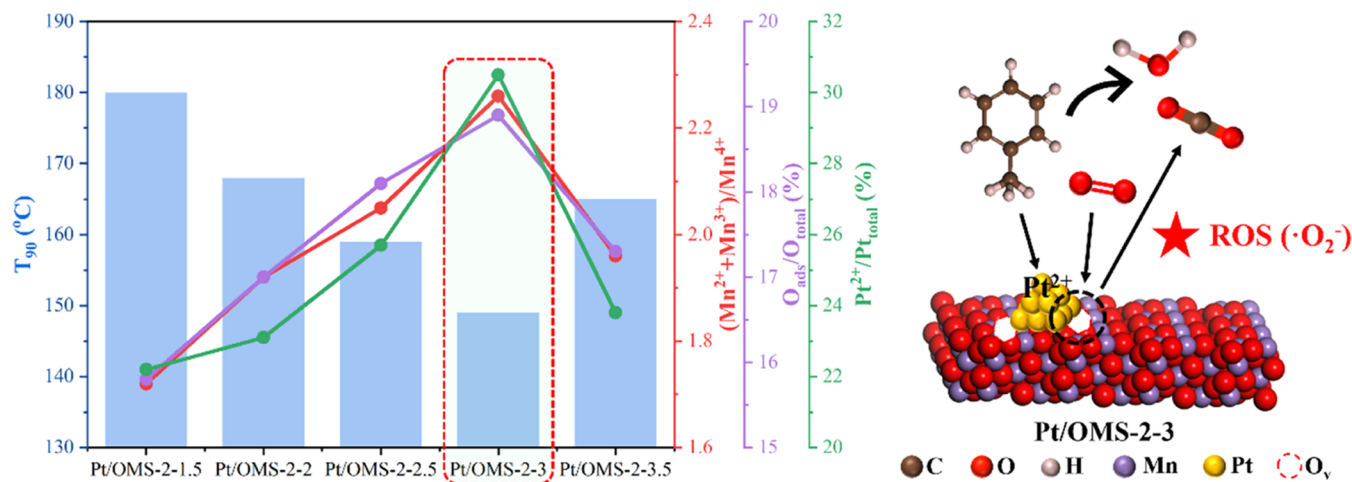 190
180
170
160
150
140
130
T90 (°C)
Pt/OMS-2-1.5
Pt/OMS-2-2
Pt/OMS-2-2.5
Pt/OMS-2-3
Pt/OMS-2-3.5
2.4
2.2
2.0
1.8
1.6
(Mn2++Mn3+)/Mn4+
20
19
18
17
16
15
Oads/Ototal (%)
32
30
28
26
24
22
20
Pt2+/Pttotal (%)
ROS (·O2-)
Pt2+
Pt/OMS-2-3
C O H Mn Pt Ov